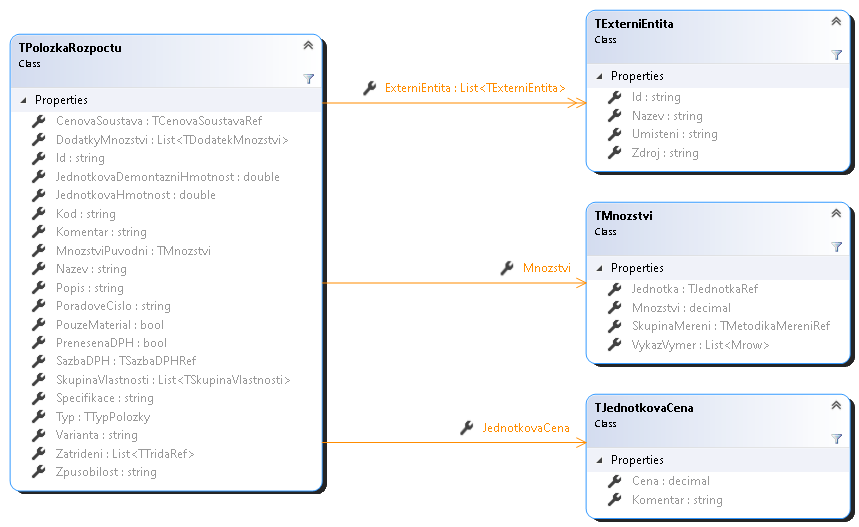 TPolozkaRozpoctu
Class
Properties
CenovaSoustava : TCenovaSoustavaRef
DodatkyMnozstvi : List<TDodatekMnozstvi>
Id : string
JednotkovaDemontazniHmotnost : double
JednotkovaHmotnost : double
Kod : string
Komentar : string
MnozstviPuvodni : TMnozstvi
Nazev : string
Popis : string
PoradoveCislo : string
PouzeMaterial : bool
PrenesenaDPH : bool
SazbaDPH : TSazbaDPHRef
SkupinaVlastnosti : List<TSkupinaVlastnosti>
Specifikace : string
Typ : TTypPolozky
Varianta : string
Zatrideni : List<TTridaRef>
Zpusobilost : string
ExterniEntita : List<TExterniEntita>
Mnozstvi
JednotkovaCena
TExterniEntita
Class
Properties
Id : string
Nazev : string
Umisteni : string
Zdroj : string
TMnozstvi
Class
Properties
Jednotka : TJednotkaRef
Mnozstvi : decimal
SkupinaMereni : TMetodikaMereniRef
VykazVymer : List<Mrow>
TJednotkovaCena
Class
Properties
Cena : decimal
Komentar : string